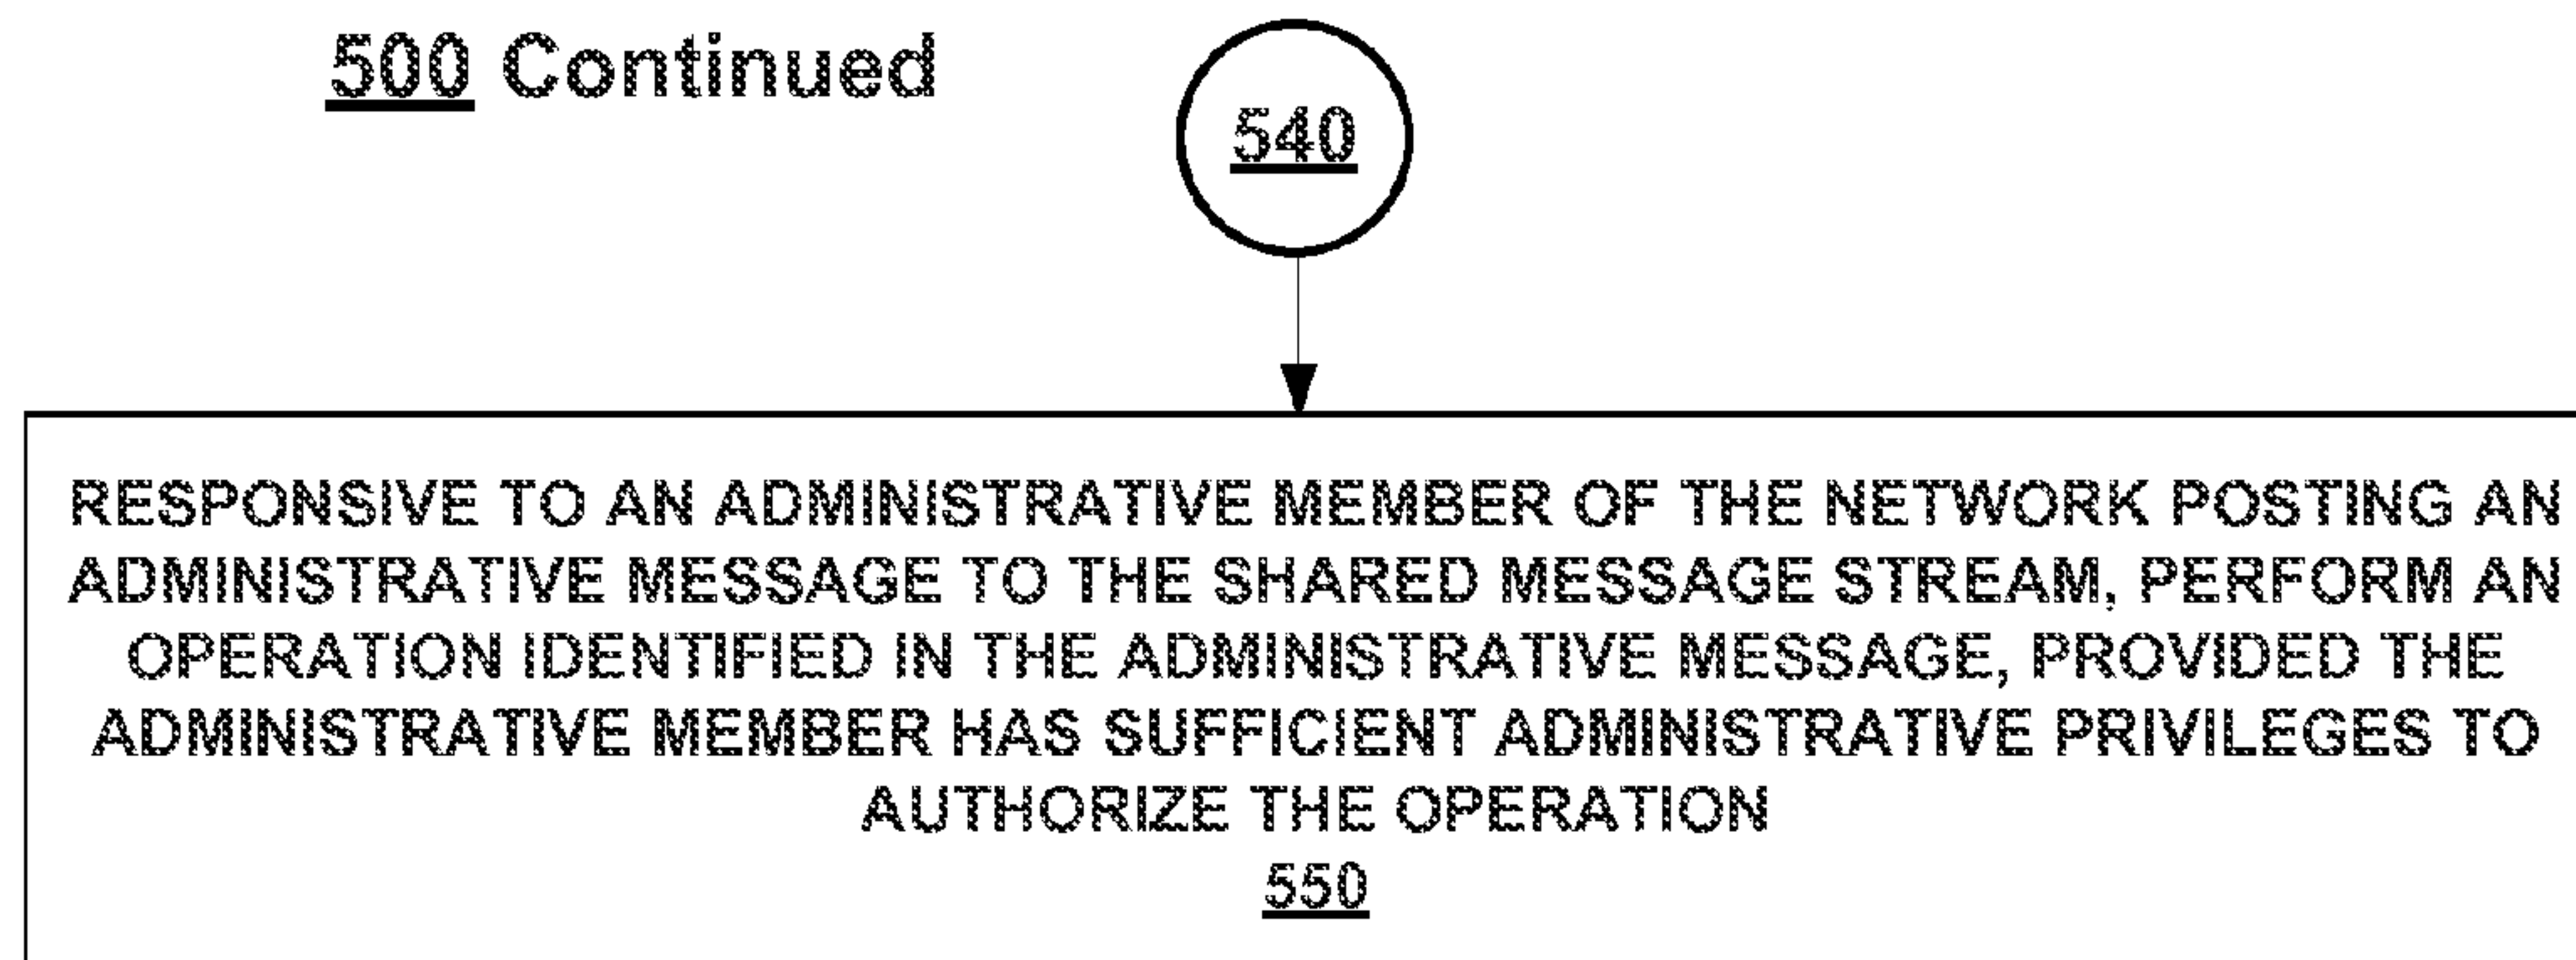 500 Continued
540
RESPONSIVE TO AN ADMINISTRATIVE MEMBER OF THE NETWORK POSTING AN
ADMINISTRATIVE MESSAGE TO THE SHARED MESSAGE STREAM, PERFORM AN
OPERATION IDENTIFIED IN THE ADMINISTRATIVE MESSAGE, PROVIDED THE
ADMINISTRATIVE MEMBER HAS SUFFICIENT ADMINISTRATIVE PRIVILEGES TO
AUTHORIZE THE OPERATION
550